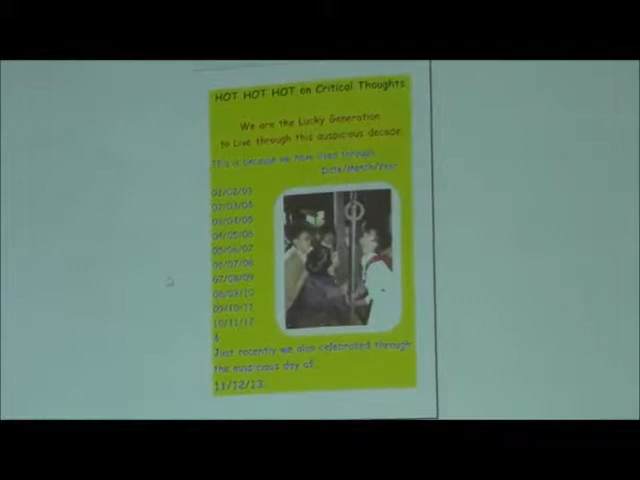 HOT HOT HOT on Critical Thoughts
We are the Lucky Generation
to Live through this auspicious decade.
This is because we have lived through
Date/Month/Year
01/02/03
02/03/04
03/04/05
04/05/06
05/06/07
06/07/08
07/08/09
08/09/10
09/10/11
10/11/12
&
Just recently we also celebrated through
the auspicious day of
11/12/13